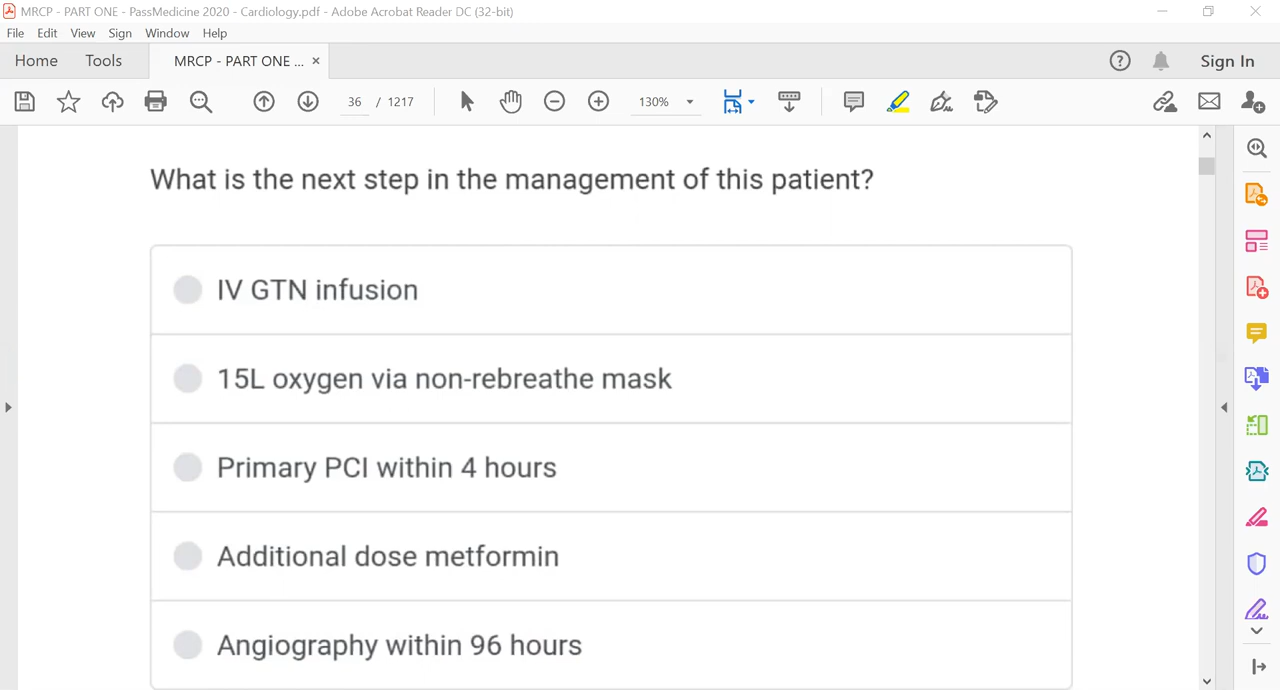 MRCP - PART ONE - PassMedicine 2020 - Cardiology.pdf - Adobe Acrobat Reader DC (32-bit)
File Edit View Sign Window Help
Home Tools MRCP - PART ONE ... × Sign In
36 / 1217 130%
What is the next step in the management of this patient?
IV GTN infusion
15L oxygen via non-rebreathe mask
Primary PCI within 4 hours
Additional dose metformin
Angiography within 96 hours